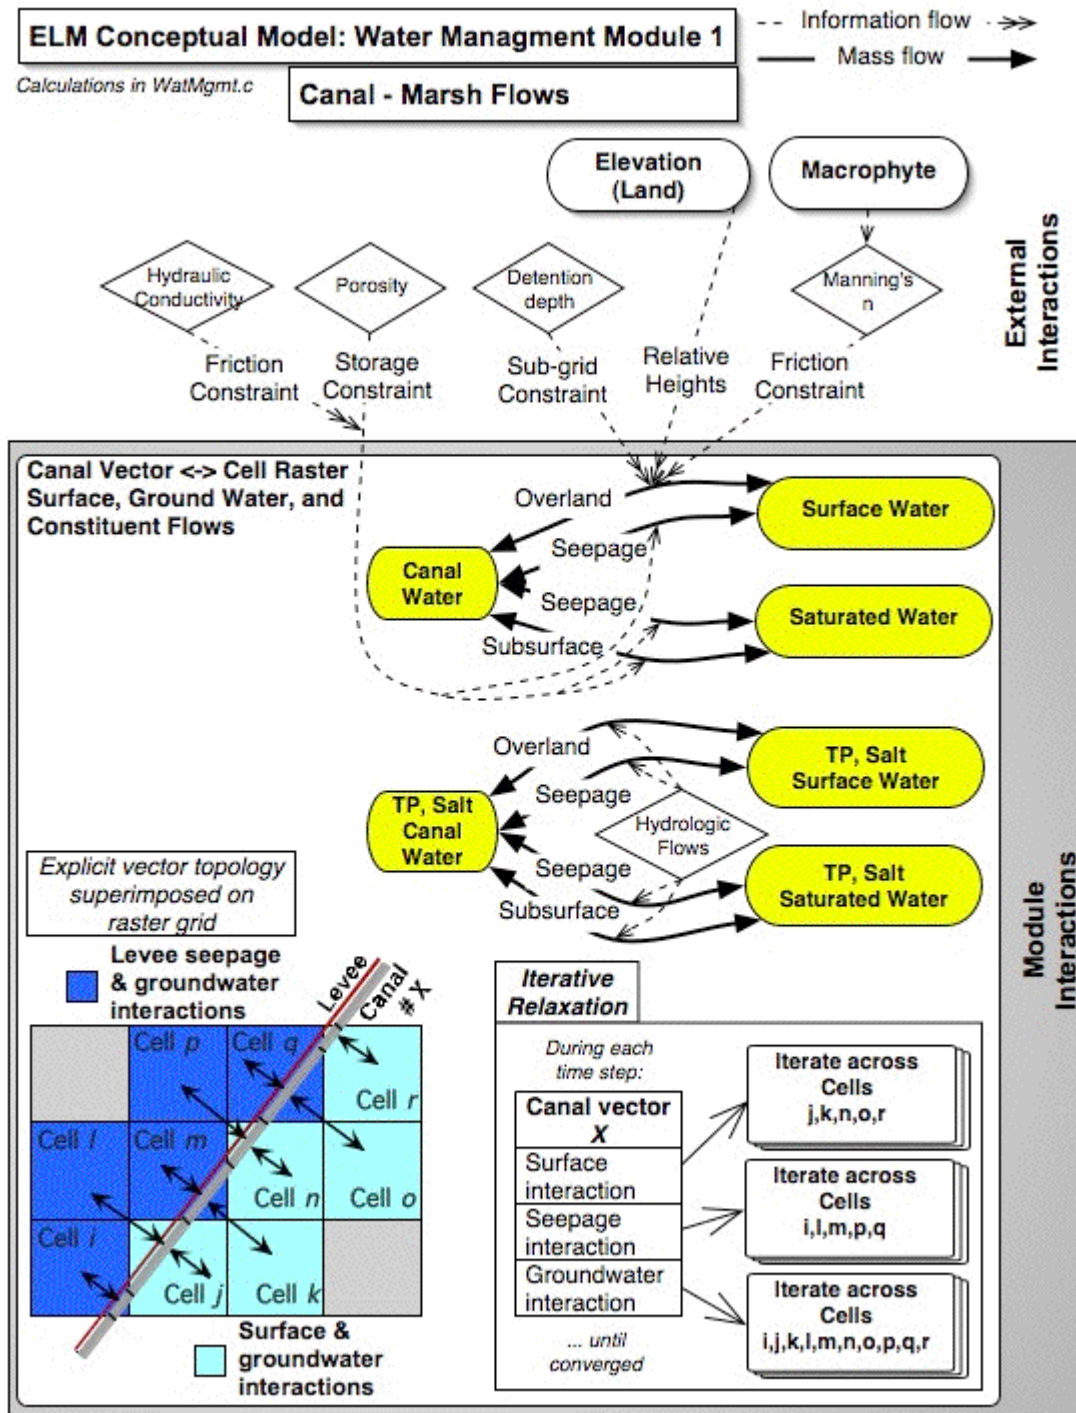 ELM Conceptual Model: Water Managment Module 1
Information flow
Mass flow
Calculations in WatMgmt.c
Canal - Marsh Flows
Elevation
(Land)
Macrophyte
Hydraulic
Conductivity
Porosity
Detention
depth
Manning's
n
External
Interactions
Friction
Constraint
Storage
Constraint
Sub-grid
Constraint
Relative
Heights
Friction
Constraint
Canal Vector <-> Cell Raster
Surface, Ground Water, and
Constituent Flows
Overland
Surface Water
Seepage
Canal
Water
Seepage
Saturated Water
Subsurface
Overland
TP, Salt
Surface Water
Seepage
TP, Salt
Canal
Water
Hydrologic
Flows
Seepage
TP, Salt
Saturated Water
Subsurface
Module
Interactions
Explicit vector topology
superimposed on
raster grid
Levee seepage
& groundwater
interactions
Levee
Canal
# X
Cell p
Cell q
Cell r
Cell l
Cell m
Cell n
Cell o
Cell i
Cell j
Cell k
Surface &
groundwater
interactions
Iterative
Relaxation
During each
time step:
Canal vector
X
Surface
interaction
Seepage
interaction
Groundwater
interaction
... until
converged
Iterate across
Cells
j,k,n,o,r
Iterate across
Cells
i,l,m,p,q
Iterate across
Cells
i,j,k,l,m,n,o,p,q,r